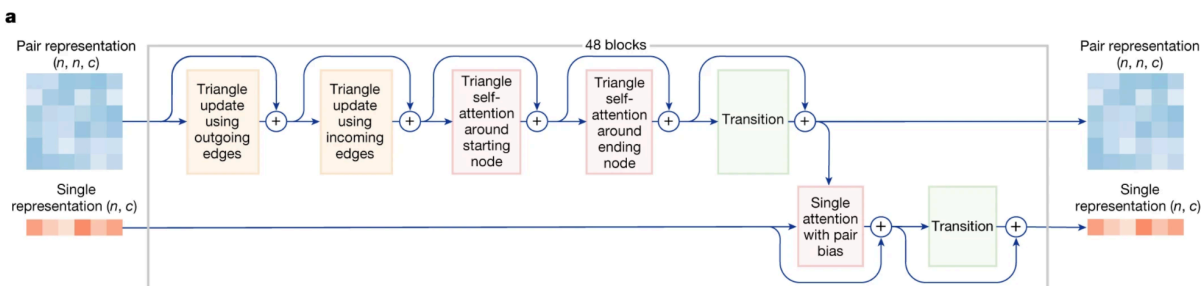 a
Pair representation
(n, n, c)
48 blocks
Pair representation
(n, n, c)
Triangle
update
using
outgoing
edges
+
Triangle
update
using
incoming
edges
+
Triangle
self-
attention
around
starting
node
+
Triangle
self-
attention
around
ending
node
+
Transition
+
Single
representation (n, c)
Single
attention
with pair
bias
+
Transition
+
Single
representation (n, c)